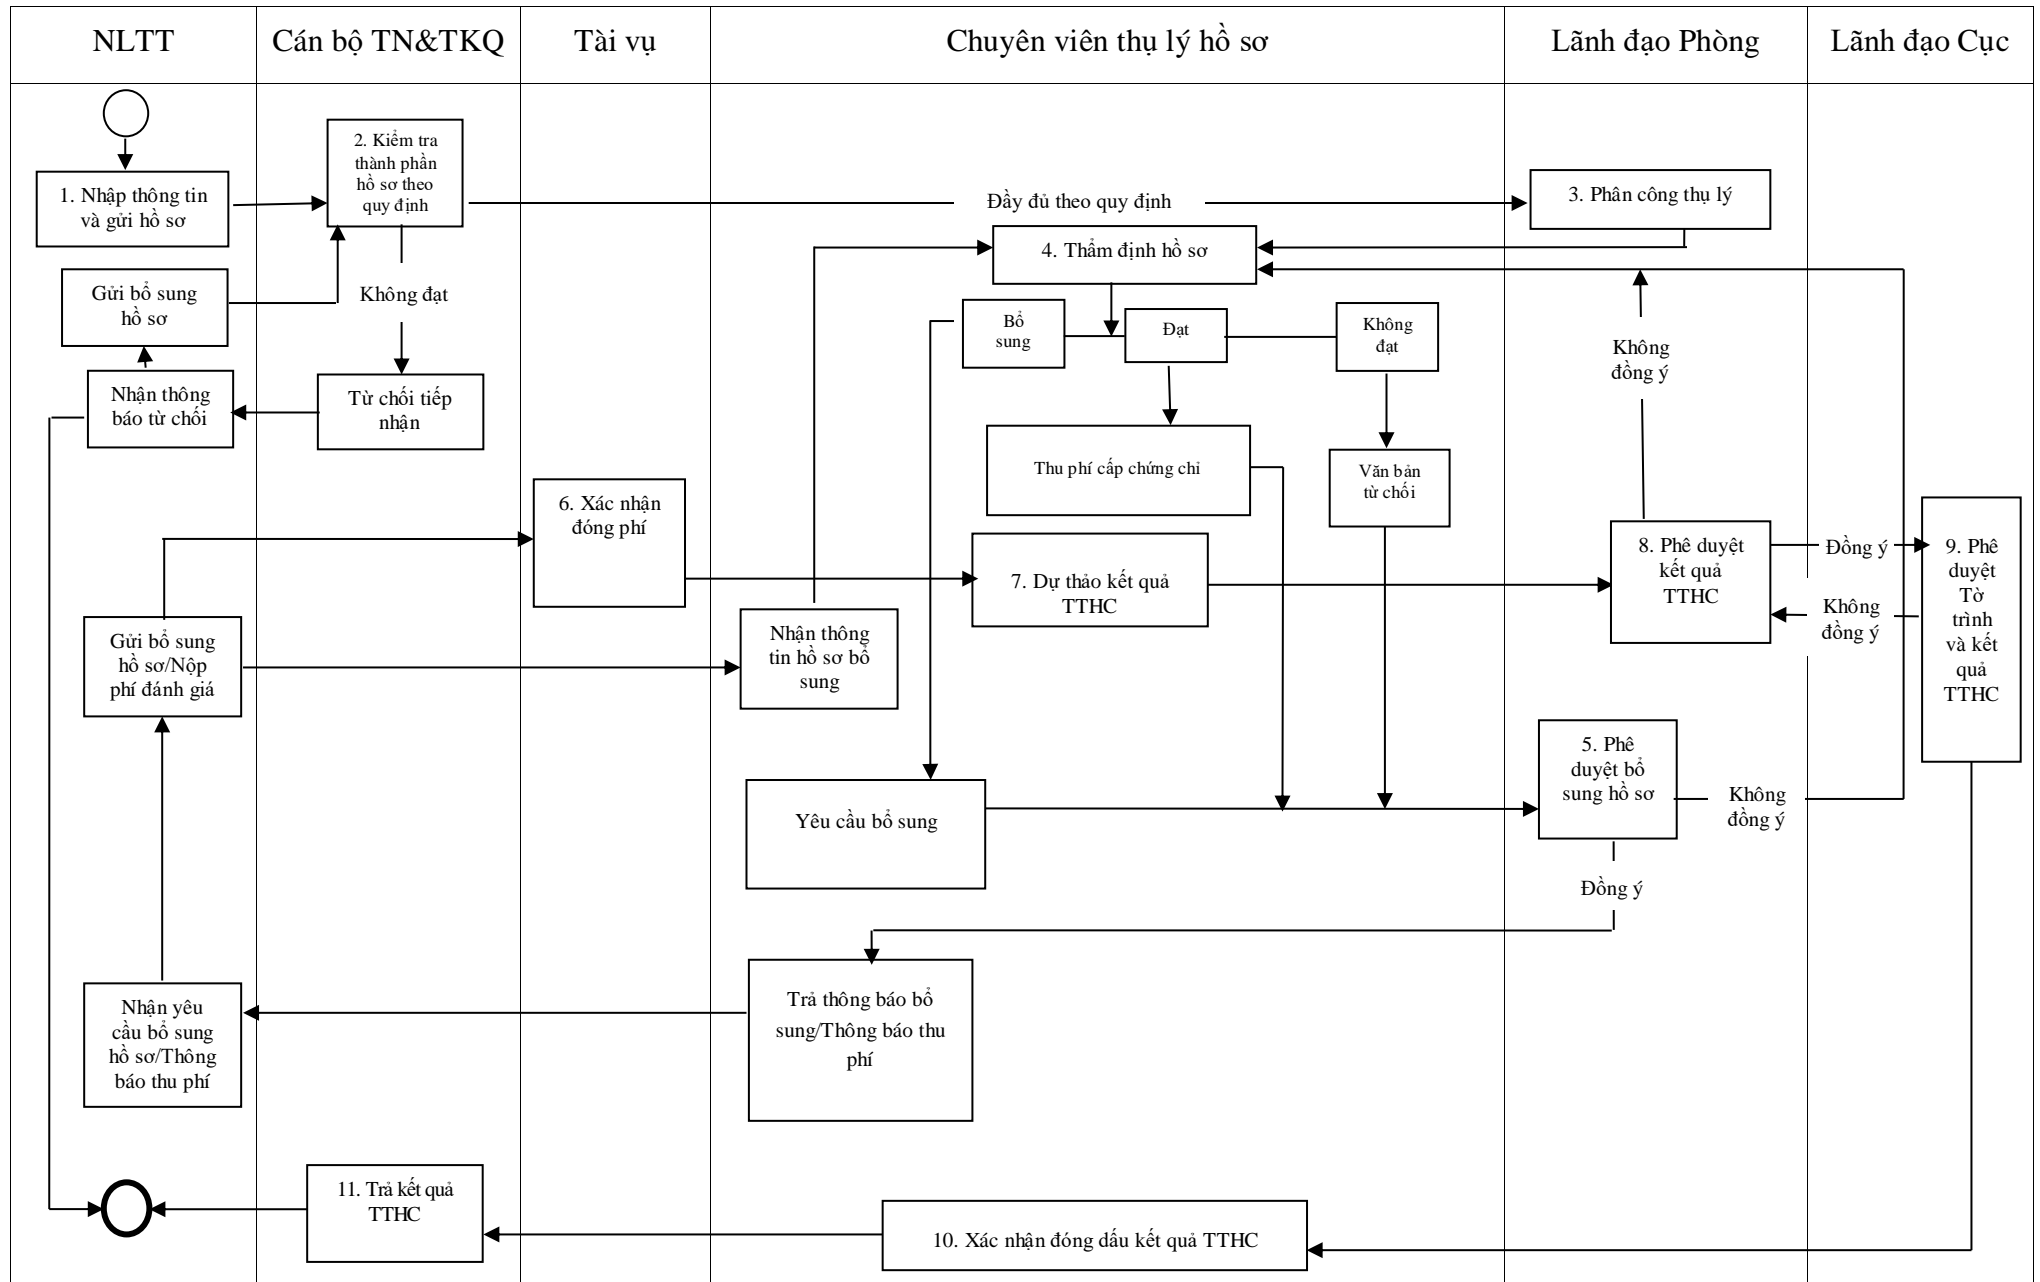 NLTT
Cán bộ TN&TKQ
Tài vụ
Chuyên viên thụ lý hồ sơ
Lãnh đạo Phòng
Lãnh đạo Cục
1. Nhập thông tin
và gửi hồ sơ
2. Kiểm tra
thành phần
hồ sơ theo
quy định
Đầy đủ theo quy định
3. Phân công thụ lý
4. Thẩm định hồ sơ
Gửi bổ sung
hồ sơ
Không đạt
Bổ
sung
Đạt
Không
đạt
Không
đồng ý
Nhận thông
báo từ chối
Từ chối tiếp
nhận
Thu phí cấp chứng chỉ
Văn bản
từ chối
6. Xác nhận
đóng phí
7. Dự thảo kết quả
TTHC
8. Phê duyệt
kết quả
TTHC
Đồng ý
Không
đồng ý
9. Phê
duyệt
Tờ
trình
và kết
quả
TTHC
Gửi bổ sung
hồ sơ/Nộp
phí đánh giá
Nhận thông
tin hồ sơ bổ
sung
5. Phê
duyệt bổ
sung hồ sơ
Không
đồng ý
Yêu cầu bổ sung
Đồng ý
Nhận yêu
cầu bổ sung
hồ sơ/Thông
báo thu phí
Trả thông báo bổ
sung/Thông báo thu
phí
11. Trả kết quả
TTHC
10. Xác nhận đóng dấu kết quả TTHC